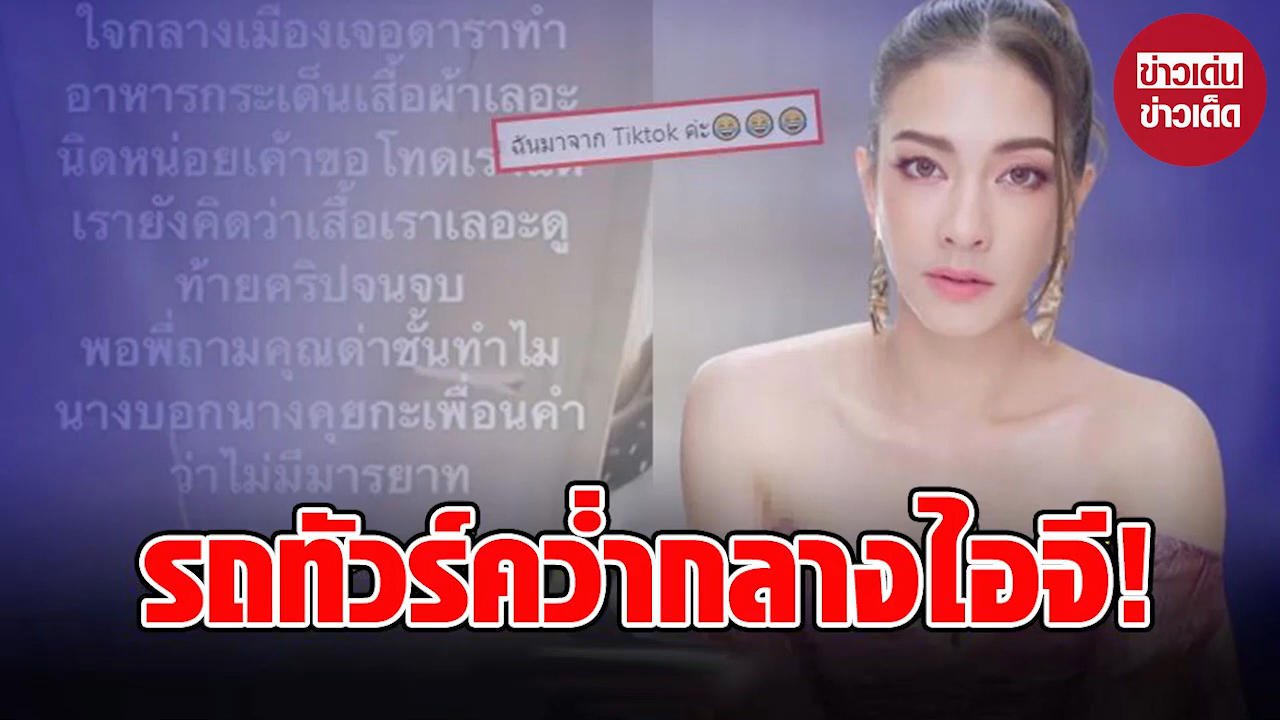 ใจกลางเมืองเจอดาราทำ
อาหารกระเด็นเสื้อผ้าเลอะ
นิดหน่อยเค้าขอโทดเรา
เรายังคิดว่าเสื้อเราเลอะดู
ท้ายคริปจนจบ
พอพี่ถามคุณด่าชั้นทำไม
นางบอกนางคุยกะเพื่อนคำ
ว่าไม่มีมารยาท
ฉันมาจาก Tiktok ค่ะ😂😂😂
ข่าวเด่น
ข่าวเด็ด
รถทัวร์คว่ำกลางไอจี!